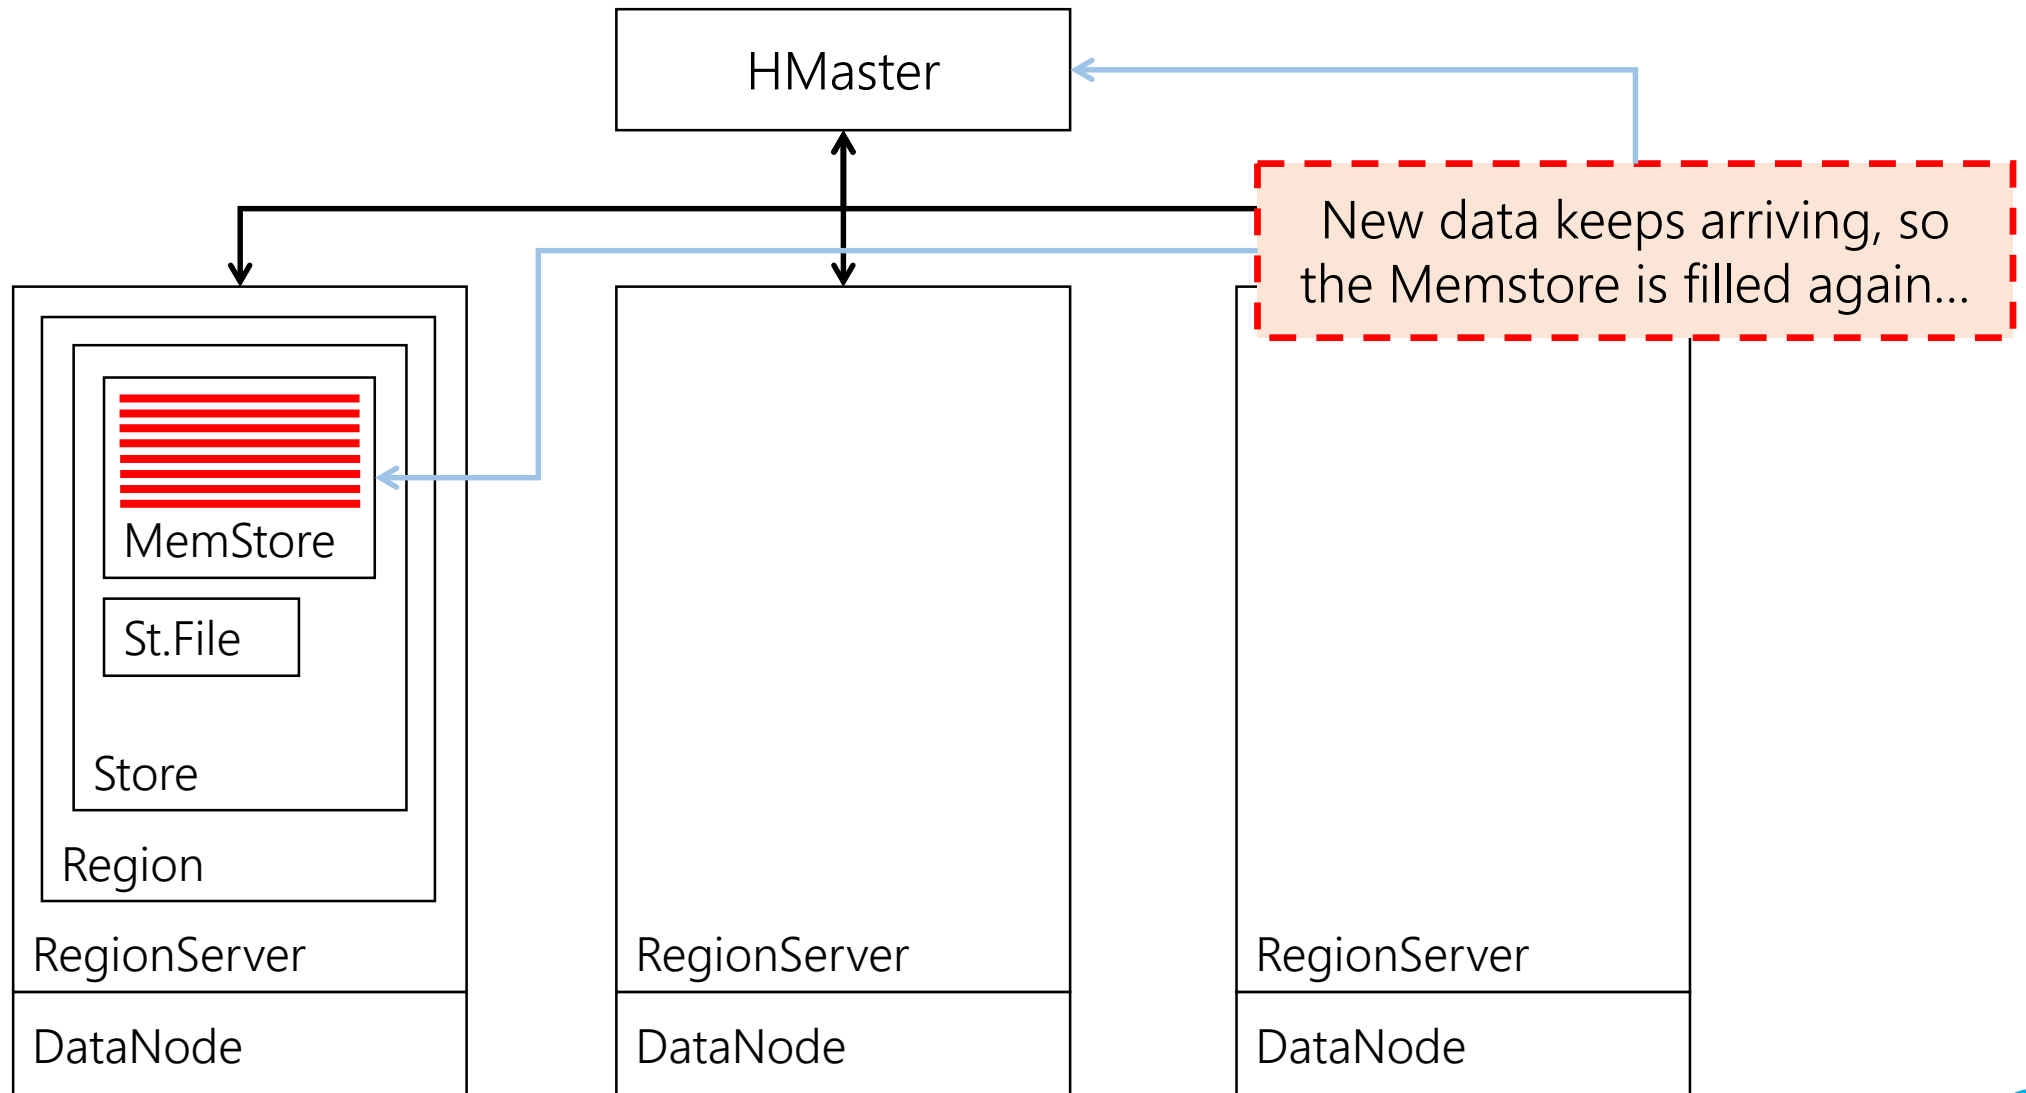 HMaster
New data keeps arriving, so
the Memstore is filled again...
MemStore
St.File
Store
Region
RegionServer
DataNode
RegionServer
DataNode
RegionServer
DataNode